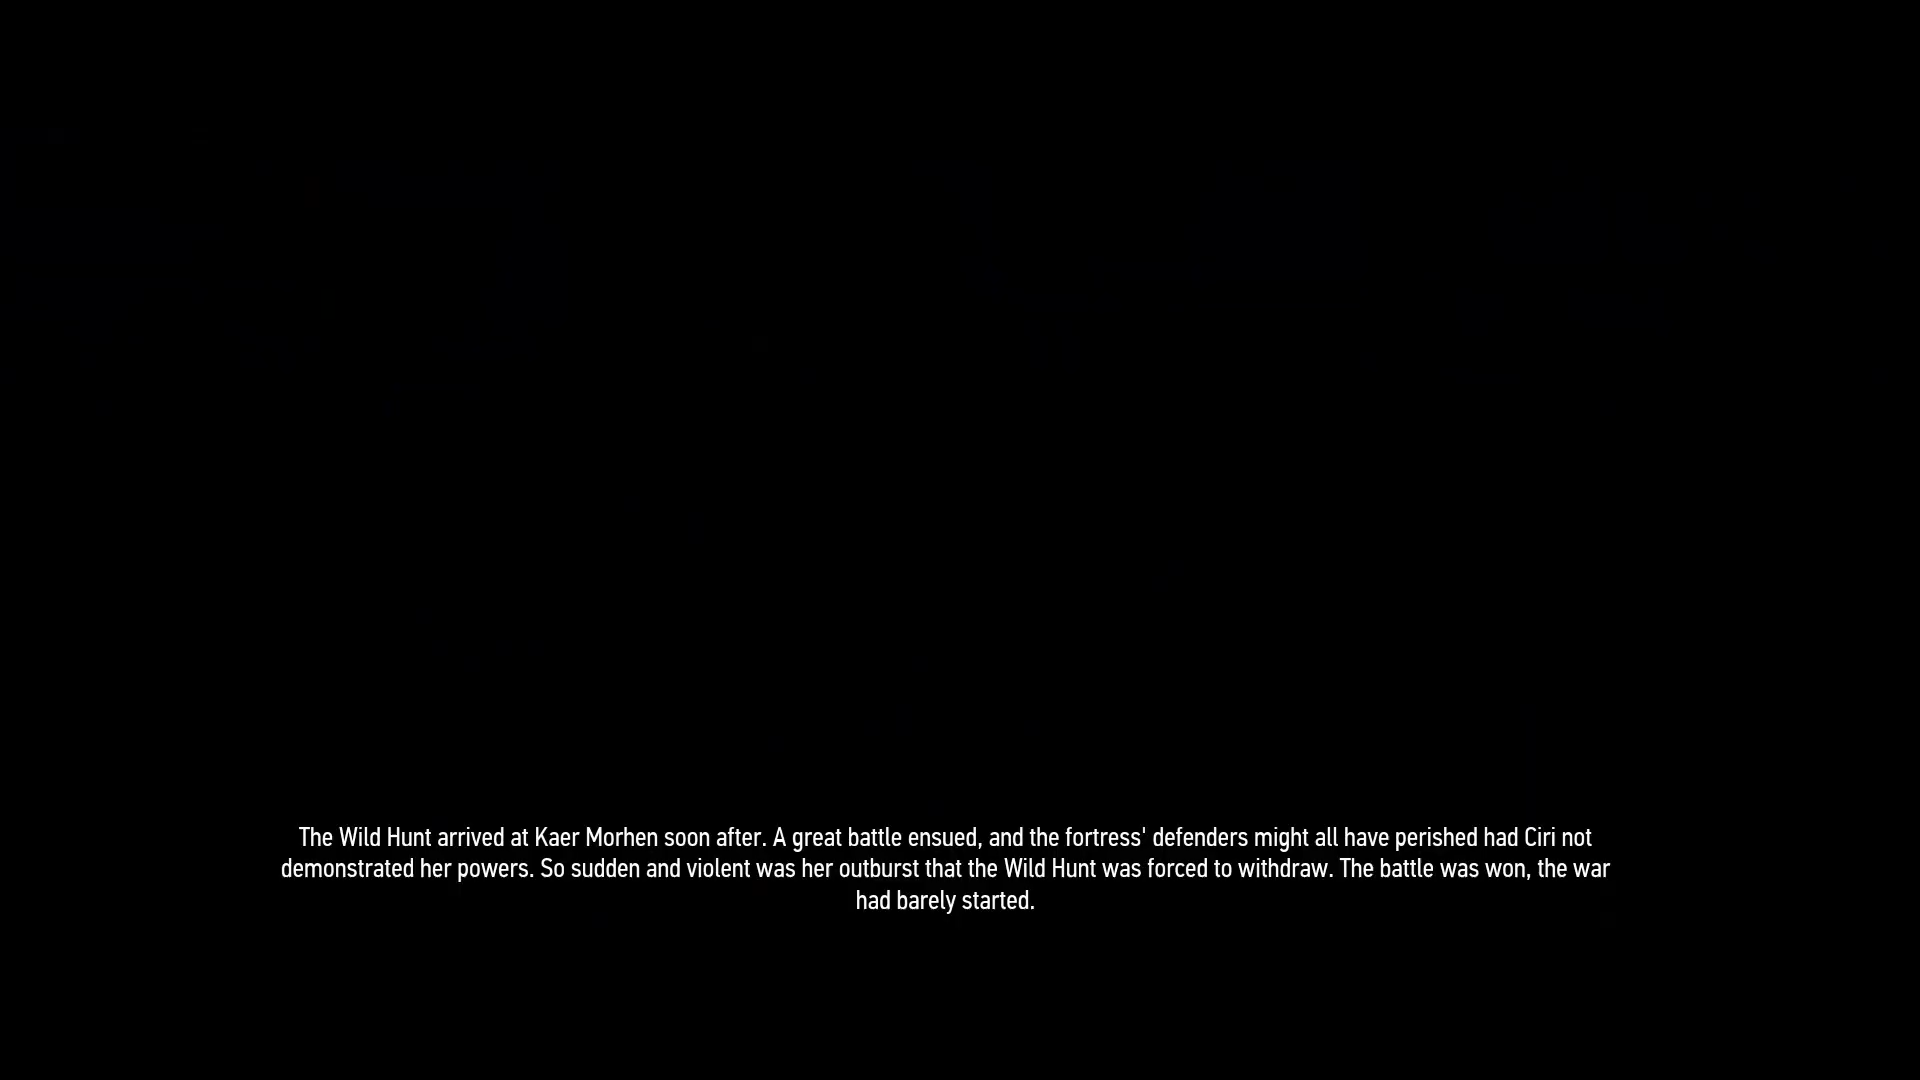 The Wild Hunt arrived at Kaer Morhen soon after. A great battle ensued, and the fortress' defenders might all have perished had Ciri not
demonstrated her powers. So sudden and violent was her outburst that the Wild Hunt was forced to withdraw. The battle was won, the war
had barely started.